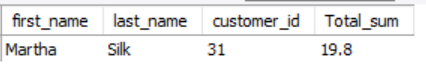 first_name last_name customer_id Total_sum
Martha Silk 31 19.8